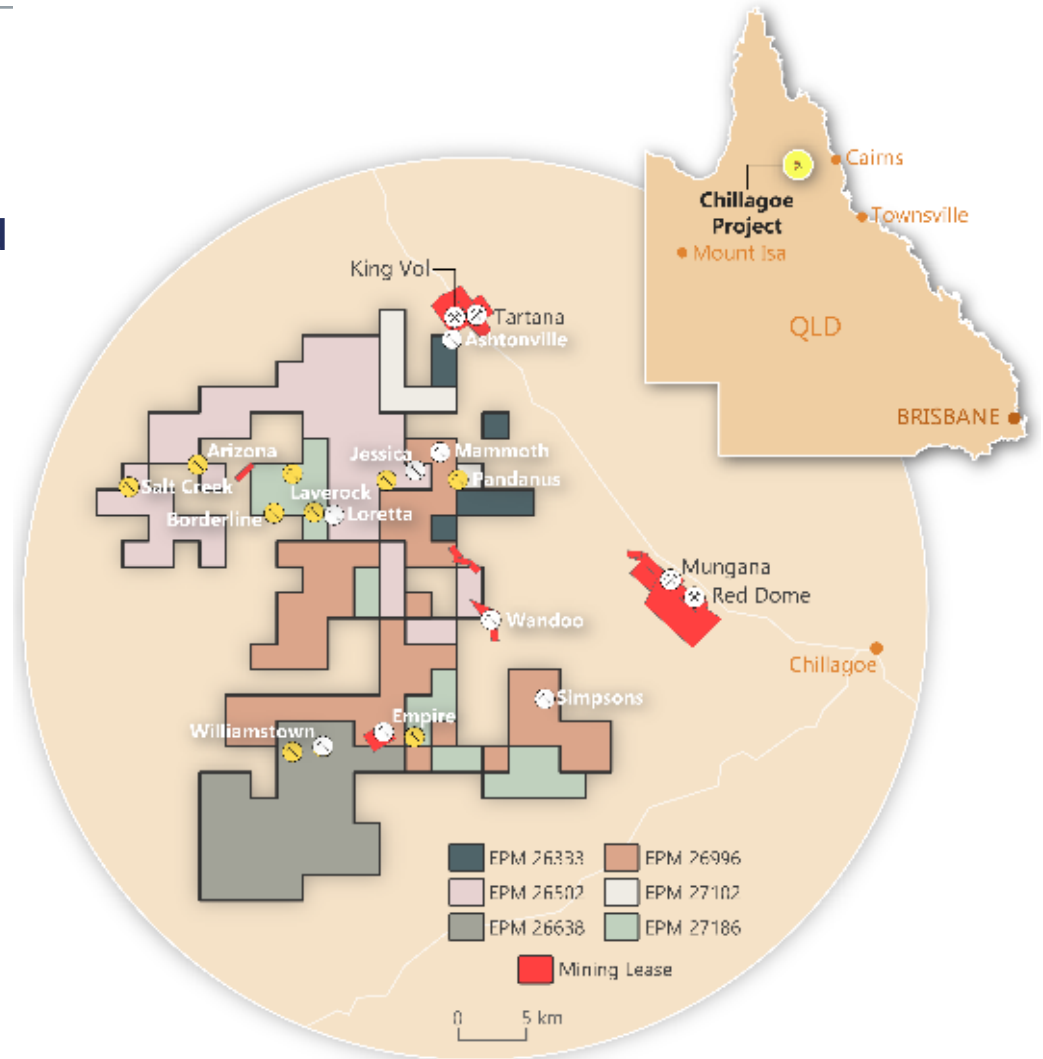 Cairns
Chillagoe
Project
Townsville
Mount Isa
QLD
BRISBANE
King Vol
Tartana
Ashtonville
Arizona
Jessica
Mammoth
Salt Creek
Laverock
Pandanus
Borderline
Loretta
Mungana
Red Dome
Wandoo
Chillagoe
Simpsons
Empire
Williamstown
EPM 26333
EPM 26996
EPM 26502
EPM 27102
EPM 26638
EPM 27186
Mining Lease
0 5 km